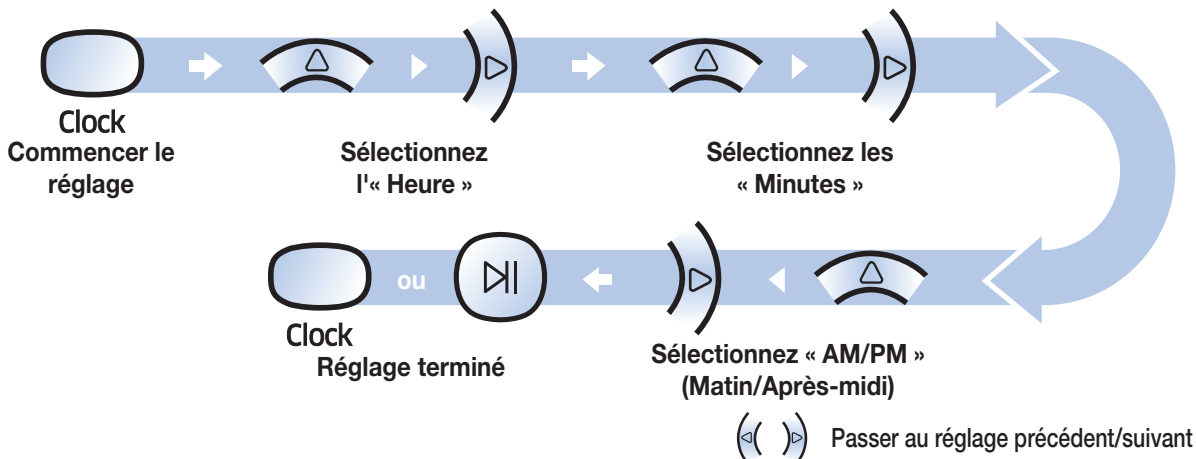 Clock
Commencer le
réglage
Sélectionnez
l'« Heure »
Sélectionnez les
« Minutes »
ou
Clock
Réglage terminé
Sélectionnez « AM/PM »
(Matin/Après-midi)
Passer au réglage précédent/suivant